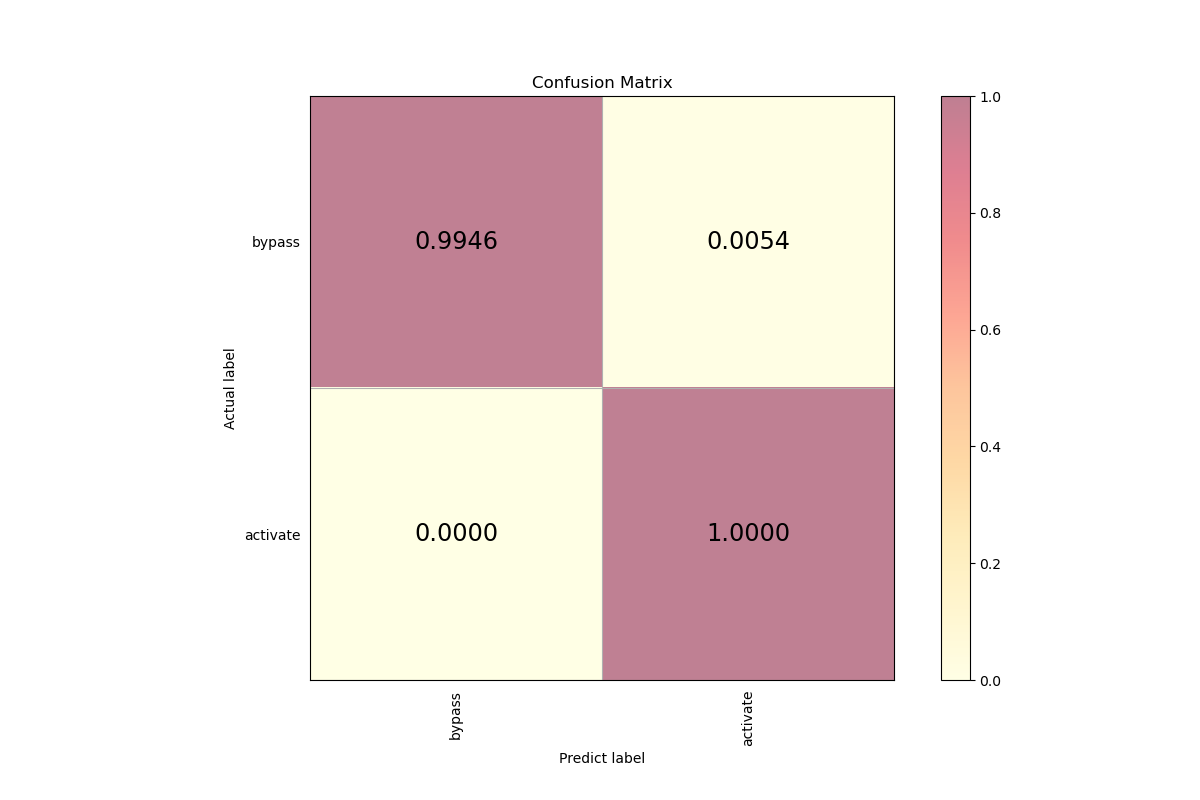 Confusion Matrix
bypass
0.9946
0.0054
activate
0.0000
1.0000
Actual label
bypass
activate
Predict label
1.0
0.8
0.6
0.4
0.2
0.0